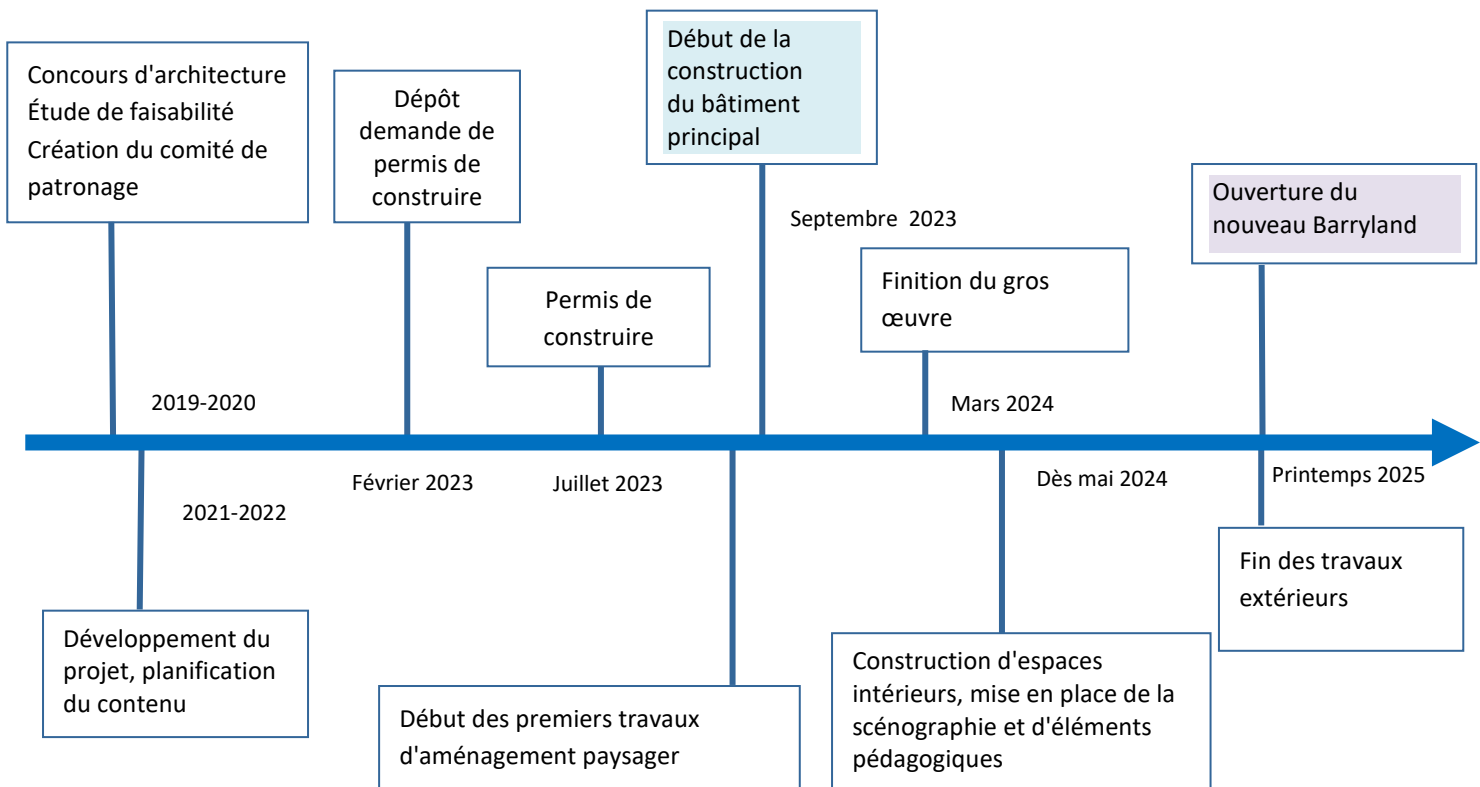 Concours d'architecture
Étude de faisabilité
Création du comité de
patronage
Dépôt
demande de
permis de
construire
Début de la
construction
du bâtiment
principal
Ouverture du
nouveau Barryland
Septembre 2023
Permis de
construire
Finition du gros
œuvre
2019-2020
Mars 2024
2021-2022
Février 2023
Juillet 2023
Dès mai 2024
Printemps 2025
Fin des travaux
extérieurs
Développement du
projet, planification
du contenu
Début des premiers travaux
d'aménagement paysager
Construction d'espaces
intérieurs, mise en place de la
scénographie et d'éléments
pédagogiques